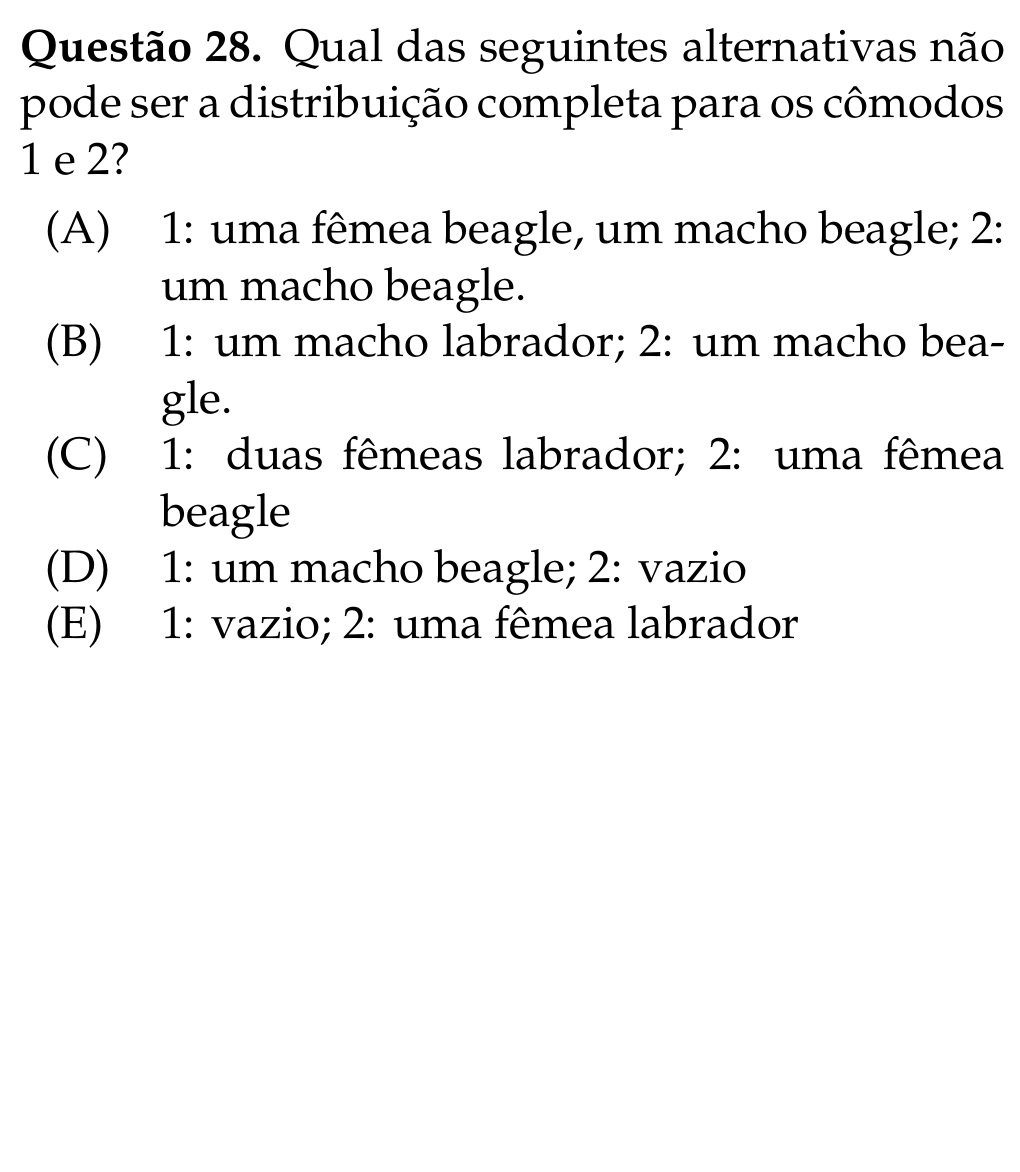 Questão 28. Qual das seguintes alternativas não
pode ser a distribuição completa para os cômodos
1 e 2?
(A) 1: uma fêmea beagle, um macho beagle; 2:
um macho beagle.
(B) 1: um macho labrador; 2: um macho bea-
gle.
(C) 1: duas fêmeas labrador; 2: uma fêmea
beagle
(D) 1: um macho beagle; 2: vazio
(E) 1: vazio; 2: uma fêmea labrador